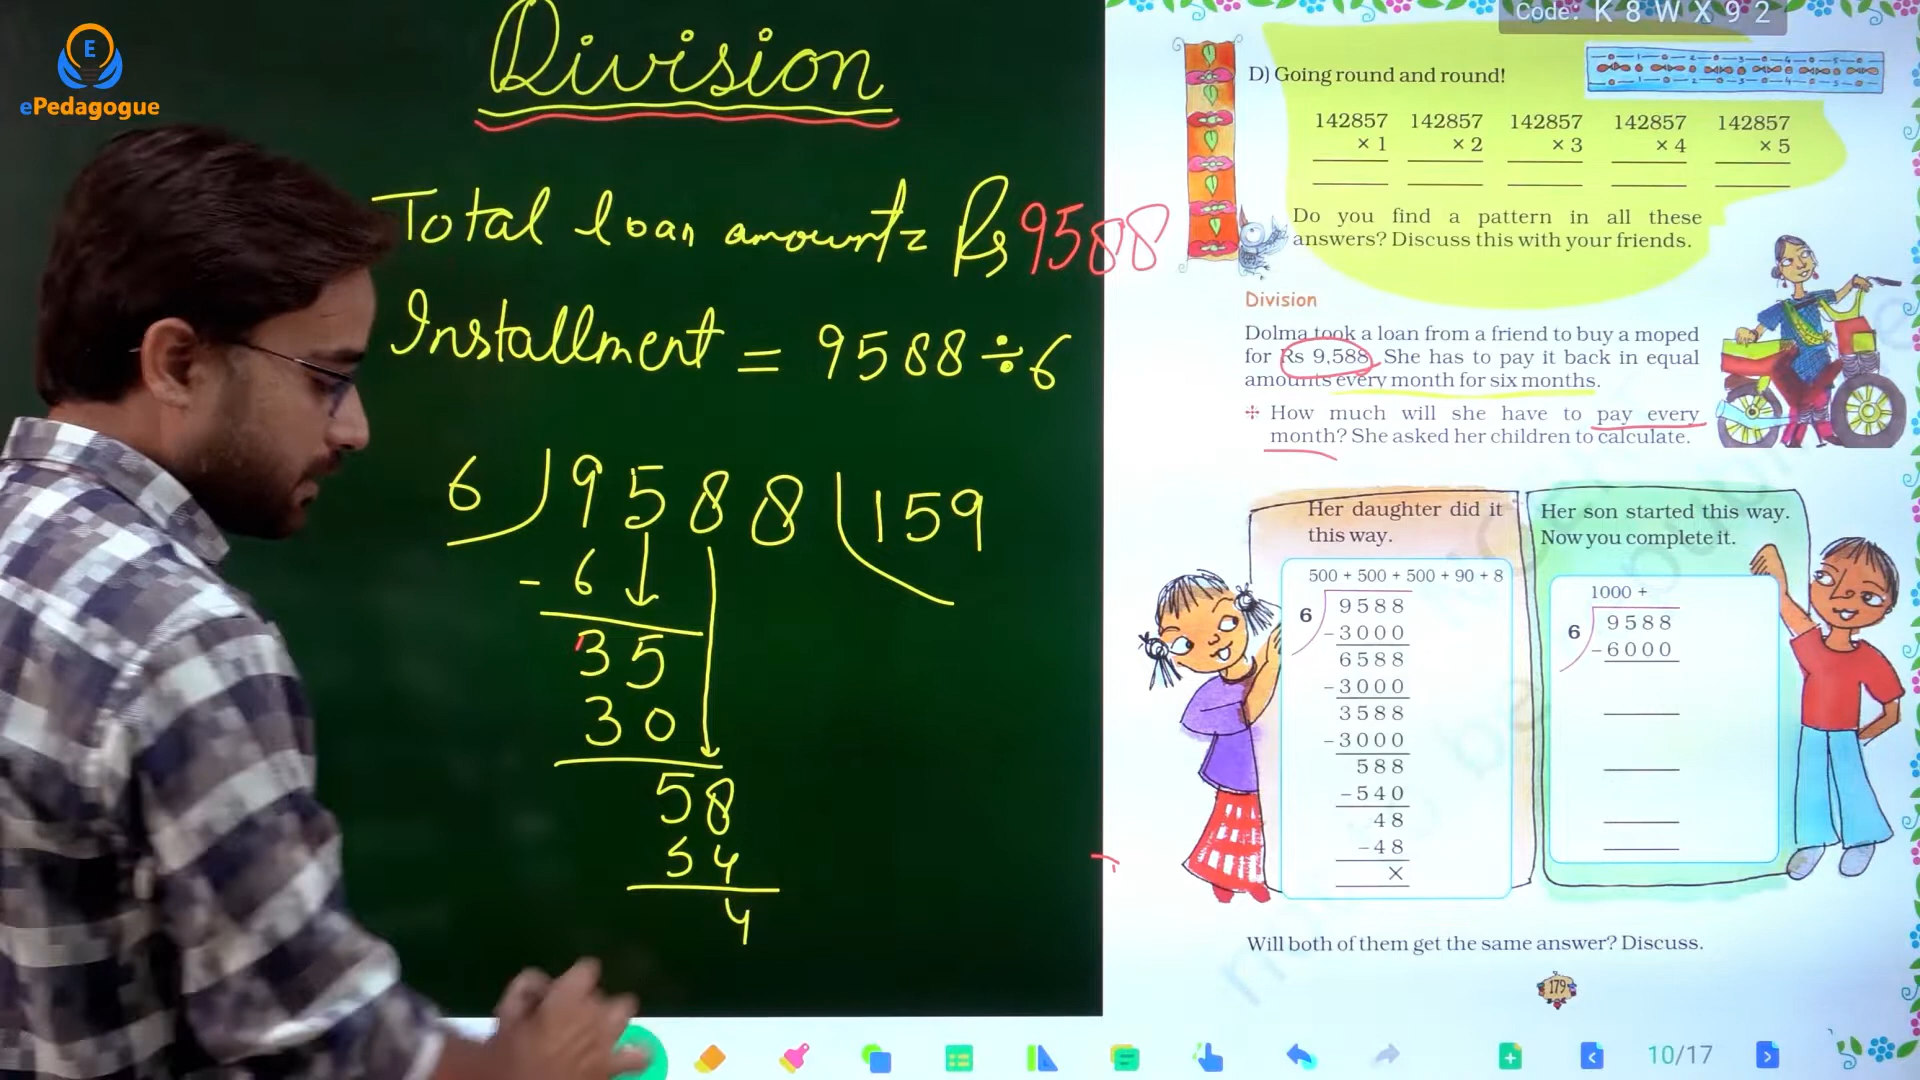 E
ePedagogue
Division
Total loan amount = Rs 9588
Installment = 9588 ÷ 6
6 ) 9588 ( 159
- 6
35
30
58
54
4
Code: K8WX92
D) Going round and round!
142857 142857 142857 142857 142857
× 1 × 2 × 3 × 4 × 5
Do you find a pattern in all these
answers? Discuss this with your friends.
Division
Dolma took a loan from a friend to buy a moped
for Rs 9,588. She has to pay it back in equal
amounts every month for six months.
✢ How much will she have to pay every
month? She asked her children to calculate.
Her daughter did it
this way.
500 + 500 + 500 + 90 + 8
6 9588
–3000
6588
–3000
3588
–3000
588
–540
48
–48
×
Her son started this way.
Now you complete it.
1000 +
6 9588
–6000
Will both of them get the same answer? Discuss.
179
10/17